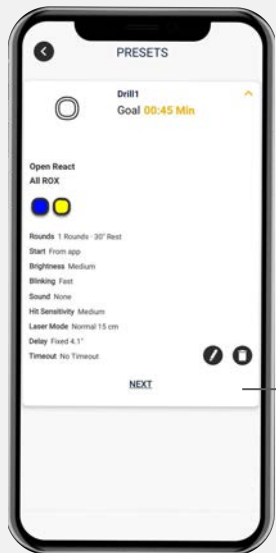 PRESETS
Drill1
Goal 00:45 Min
Open React
All ROX
Rounds 1 Rounds - 30" Rest
Start From app
Brightness Medium
Blinking Fast
Sound None
Hit Sensitivity Medium
Laser Mode Normal 15 cm
Delay Fixed 4.1"
Timeout No Timeout
NEXT